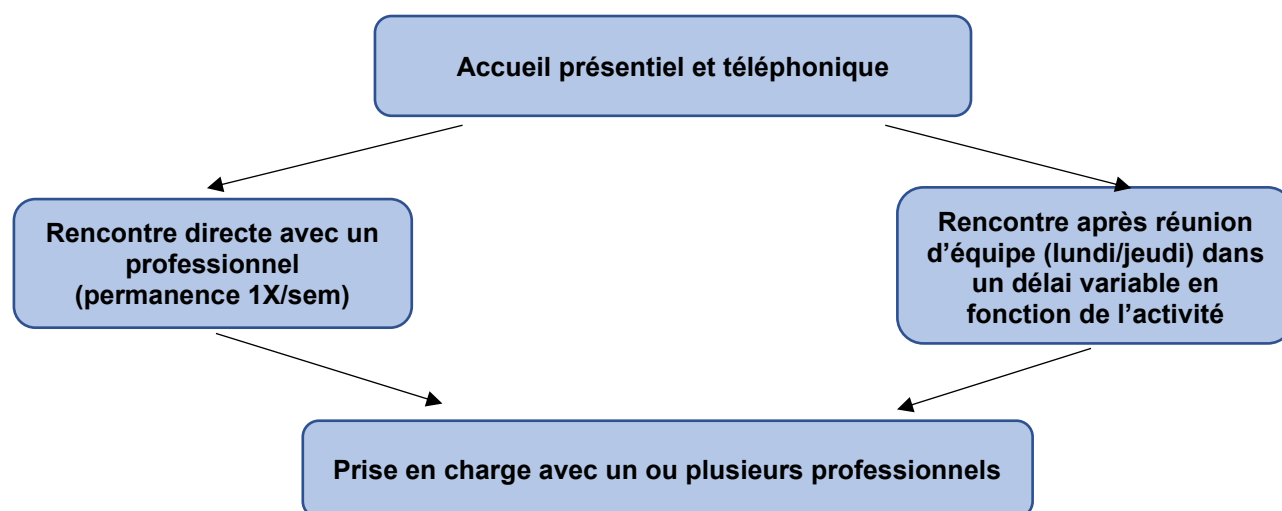 Accueil présentiel et téléphonique
Rencontre directe avec un
professionnel
(permanence 1X/sem)
Rencontre après réunion
d’équipe (lundi/jeudi) dans
un délai variable en
fonction de l’activité
Prise en charge avec un ou plusieurs professionnels